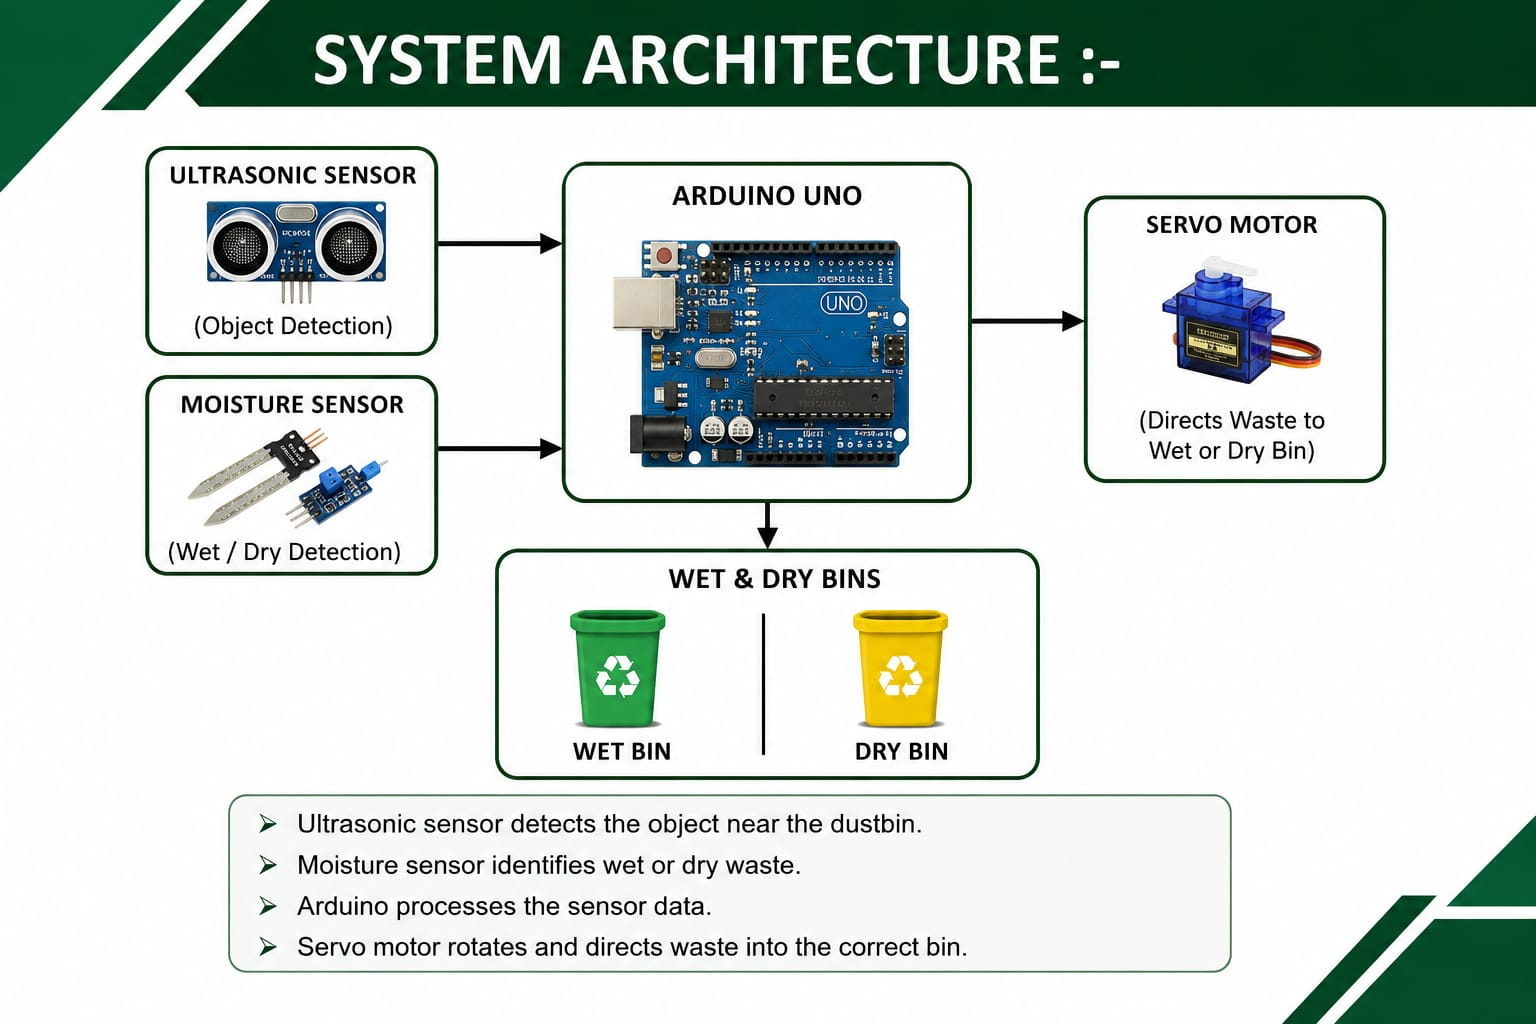 SYSTEM ARCHITECTURE :-
ULTRASONIC SENSOR
(Object Detection)
MOISTURE SENSOR
(Wet / Dry Detection)
ARDUINO UNO
UNO
SERVO MOTOR
(Directs Waste to
Wet or Dry Bin)
WET & DRY BINS
WET BIN
DRY BIN
➢ Ultrasonic sensor detects the object near the dustbin.
➢ Moisture sensor identifies wet or dry waste.
➢ Arduino processes the sensor data.
➢ Servo motor rotates and directs waste into the correct bin.